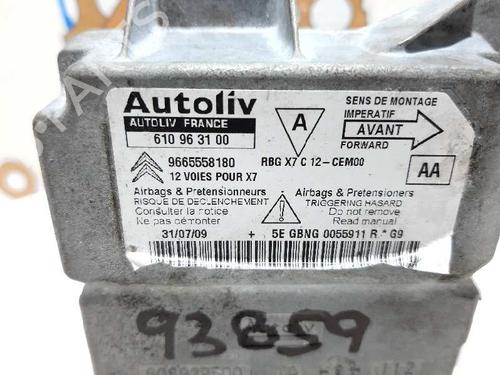 Autoliv
AUTOLIV FRANCE
610 96 31 00
A
SENS DE MONTAGE
IMPERATIF
AVANT
FORWARD
9665558180
RBG X7 C 12-CEM00
12 VOIES POUR X7
AA
Airbags & Pretensionneurs
RISQUE DE DECLENCHEMENT
Consulter la notice
Ne pas démonter
Airbags & Pretensioners
TRIGGERING HASARD
Do not remove
Read manual
31/07/09 + 5E GBNG 0055911 R * G9
93859